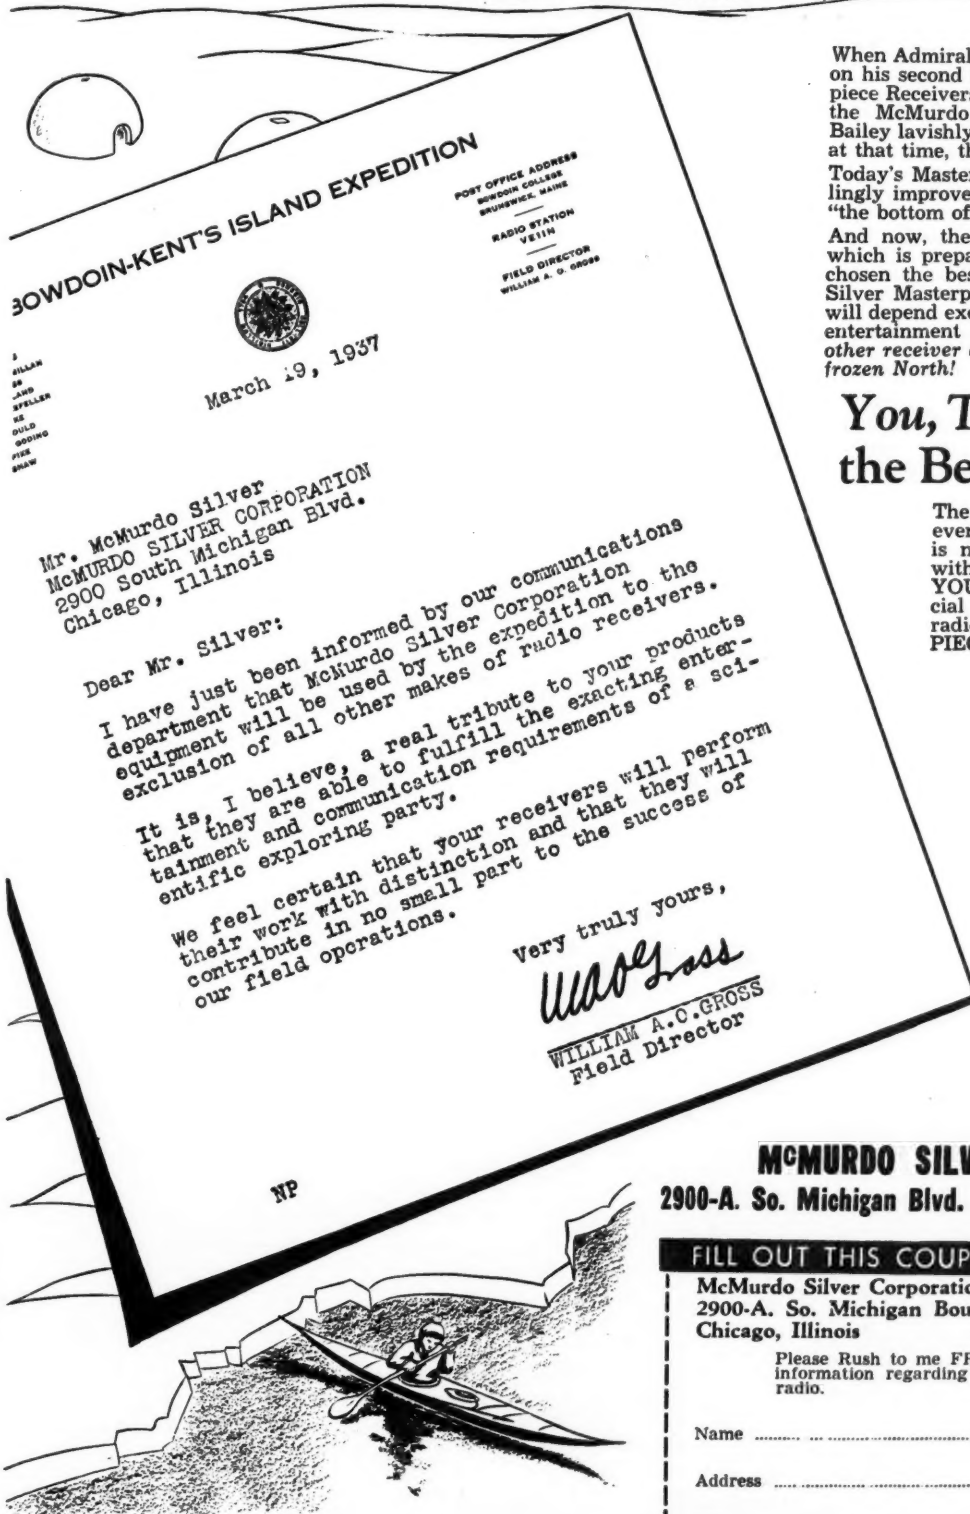 BOWDOIN-KENT'S ISLAND EXPEDITION
POST OFFICE ADDRESS
BOWDOIN COLLEGE
BRUNSWICK, MAINE
RADIO STATION
VE1IN
FIELD DIRECTOR
WILLIAM A. O. GROSS
March 19, 1937
Mr. McMurdo Silver
McMURDO SILVER CORPORATION
2900 South Michigan Blvd.
Chicago, Illinois
Dear Mr. Silver:
I have just been informed by our communications
department that McMurdo Silver Corporation
equipment will be used by the expedition to the
exclusion of all other makes of radio receivers.
It is, I believe, a real tribute to your products
that they are able to fulfill the exacting enter-
tainment and communication requirements of a sci-
entific exploring party.
We feel certain that your receivers will perform
their work with distinction and that they will
contribute in no small part to the success of
our field operations.
Very truly yours,
WILLIAM A.C.GROSS
Field Director
NP
When Admiral
on his second
piece Receiver
the McMurdo
Bailey lavishly
at that time, th
Today's Master
lingly improve
"the bottom of
And now, the
which is prepa
chosen the bes
Silver Masterp
will depend exc
entertainment
other receiver
frozen North!
You, T
the Be
The
ever
is n
with
YOU
cial
radi
PIEC
McMURDO SILV
2900-A. So. Michigan Blvd.
FILL OUT THIS COUP
McMurdo Silver Corporatio
2900-A. So. Michigan Bou
Chicago, Illinois
Please Rush to me FR
information regarding
radio.
Name
Address